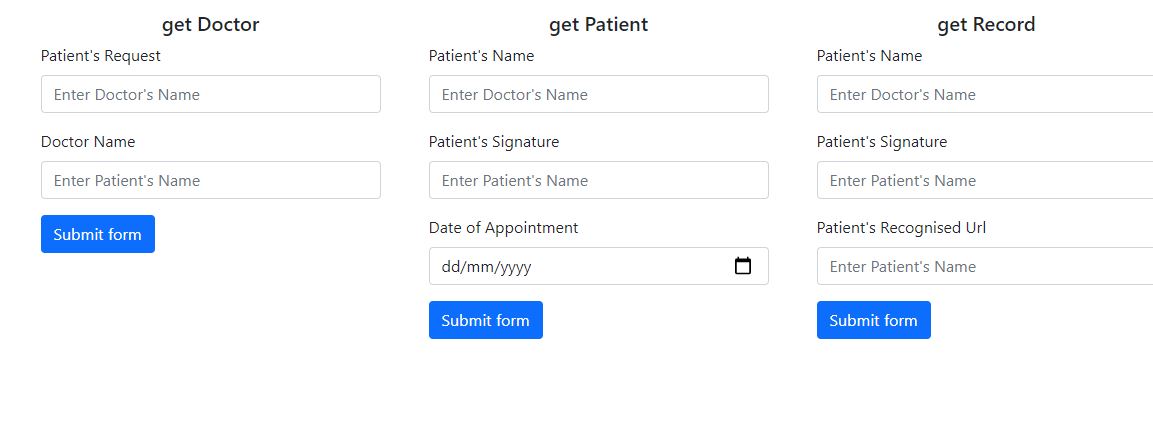 get Doctor
Patient's Request
Enter Doctor's Name
Doctor Name
Enter Patient's Name
Submit form
get Patient
Patient's Name
Enter Doctor's Name
Patient's Signature
Enter Patient's Name
Date of Appointment
dd/mm/yyyy
Submit form
get Record
Patient's Name
Enter Doctor's Name
Patient's Signature
Enter Patient's Name
Patient's Recognised Url
Enter Patient's Name
Submit form